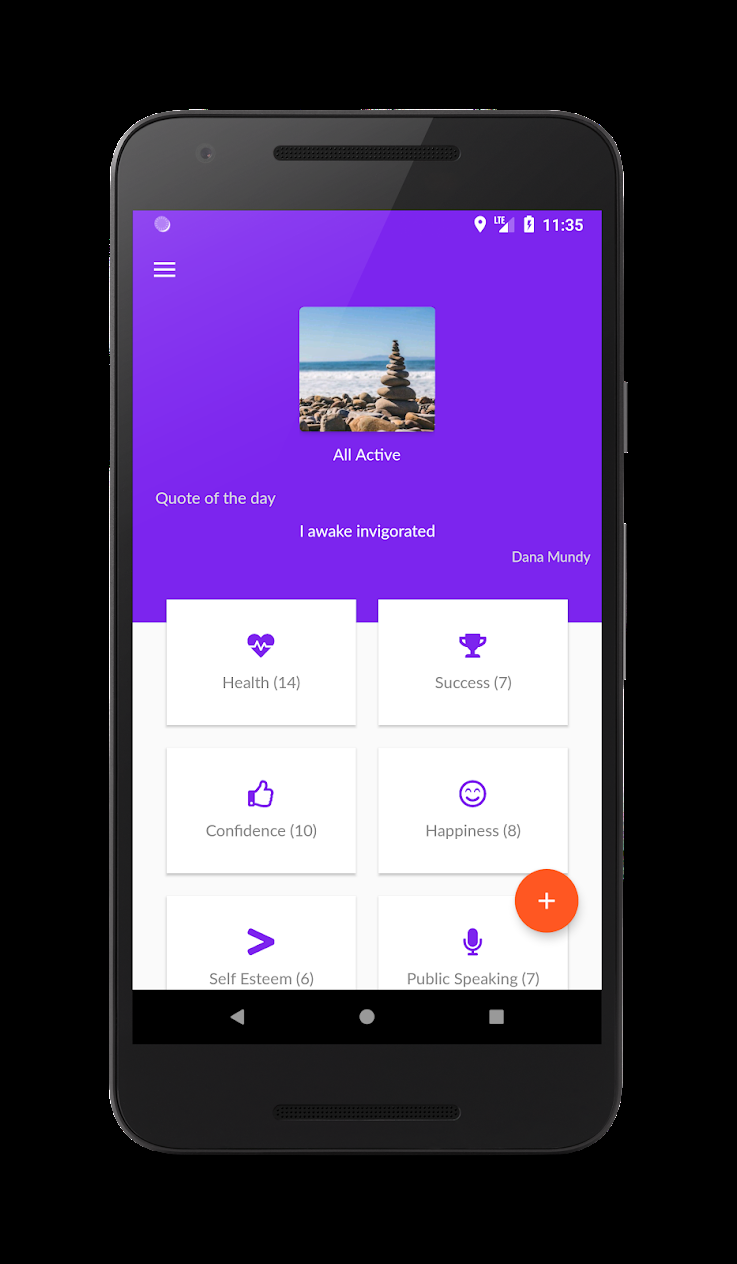 LTE 11:35
All Active
Quote of the day
I awake invigorated
Dana Mundy
Health (14)
Success (7)
Confidence (10)
Happiness (8)
Self Esteem (6)
Public Speaking (7)